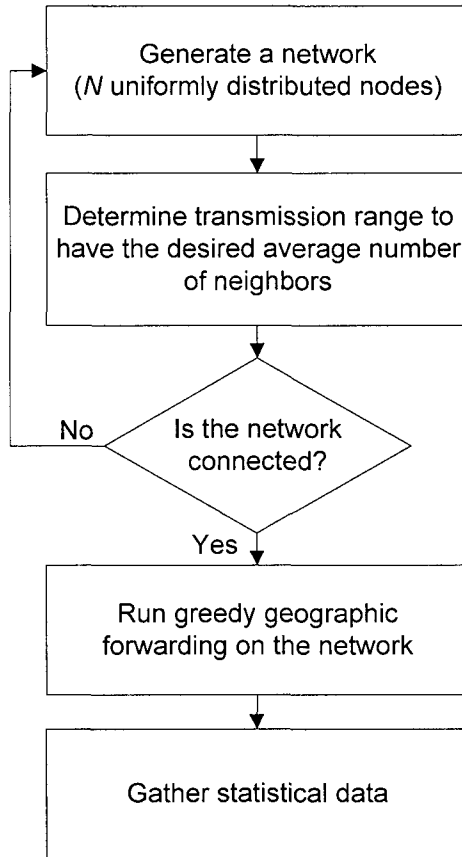 Generate a network
(N uniformly distributed nodes)
Determine transmission range to
have the desired average number
of neighbors
Is the network
connected?
No
Yes
Run greedy geographic
forwarding on the network
Gather statistical data